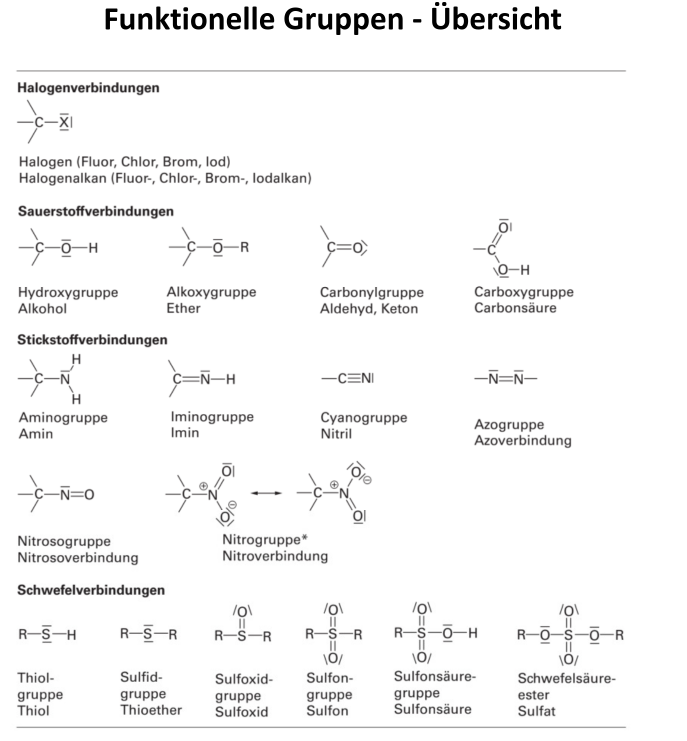 Funktionelle Gruppen - Übersicht
Halogenverbindungen
C X
Halogen (Fluor, Chlor, Brom, Iod)
Halogenalkan (Fluor-, Chlor-, Brom-, Iodalkan)
Sauerstoffverbindungen
C–O–H C–O–R C=O C O O–H
Hydroxygruppe Alkoxygruppe Carbonylgruppe Carboxygruppe
Alkohol Ether Aldehyd, Keton Carbonsäure
Stickstoffverbindungen
C–N H H C=N–H –C≡N –N=N–
Aminogruppe Iminogruppe Cyanogruppe Azogruppe
Amin Imin Nitril Azoverbindung
C–N=O C–N⊕ O O⊖ ↔ C–N⊕ O⊖ O
Nitrosogruppe Nitrogruppe*
Nitrosoverbindung Nitroverbindung
Schwefelverbindungen
O O O O
R–S–H R–S–R R–S–R R–S–R R–S–O–H R–O–S–O–R
O O O
Thiol- Sulfid- Sulfoxid- Sulfon- Sulfonsäure- Schwefelsäure-
gruppe gruppe gruppe gruppe gruppe ester
Thiol Thioether Sulfoxid Sulfon Sulfonsäure Sulfat